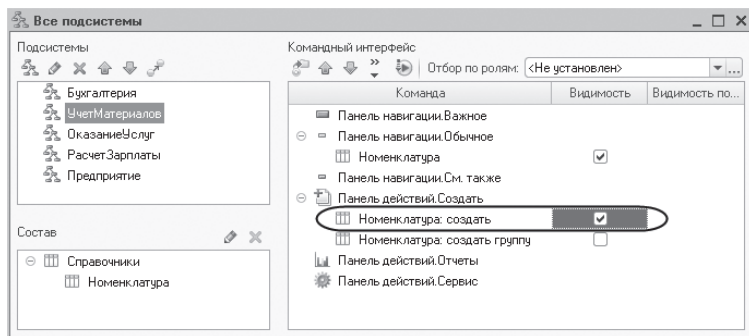 Все подсистемы
Подсистемы
Бухгалтерия
УчетМатериалов
ОказаниеУслуг
РасчетЗарплаты
Предприятие
Состав
Справочники
Номенклатура
Командный интерфейс
Отбор по ролям: <Не установлен>
Команда Видимость Видимость по...
Панель навигации.Важное
Панель навигации.Обычное
Номенклатура
Панель навигации.См. также
Панель действий.Создать
Номенклатура: создать
Номенклатура: создать группу
Панель действий.Отчеты
Панель действий.Сервис